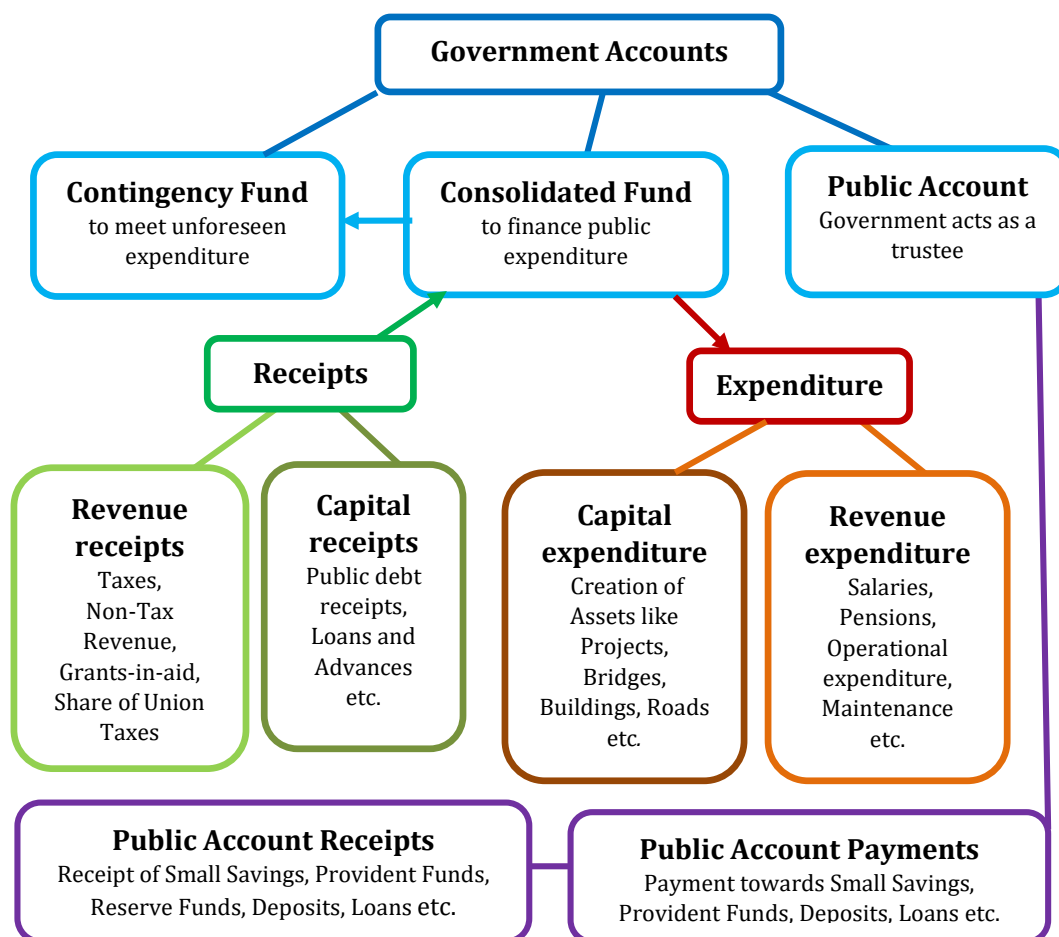 Government Accounts
Contingency Fund
to meet unforeseen
expenditure
Consolidated Fund
to finance public
expenditure
Public Account
Government acts as a
trustee
Receipts
Expenditure
Revenue
receipts
Taxes,
Non-Tax
Revenue,
Grants-in-aid,
Share of Union
Taxes
Capital
receipts
Public debt
receipts,
Loans and
Advances
etc.
Capital
expenditure
Creation of
Assets like
Projects,
Bridges,
Buildings, Roads
etc.
Revenue
expenditure
Salaries,
Pensions,
Operational
expenditure,
Maintenance
etc.
Public Account Receipts
Receipt of Small Savings, Provident Funds,
Reserve Funds, Deposits, Loans etc.
Public Account Payments
Payment towards Small Savings,
Provident Funds, Deposits, Loans etc.